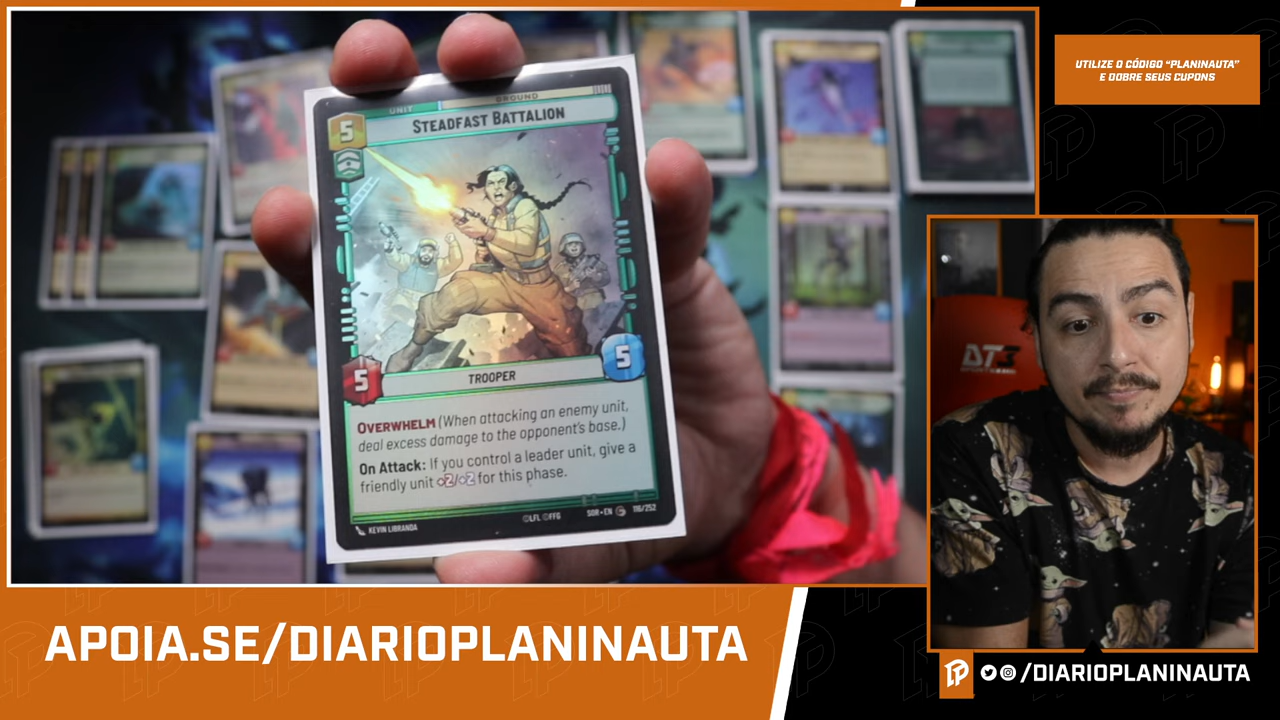 UNIT
GROUND
5
STEADFAST BATTALION
5
TROOPER
5
OVERWHELM (When attacking an enemy unit,
deal excess damage to the opponent's base.)
On Attack: If you control a leader unit, give a
friendly unit +2/+2 for this phase.
KEVIN LIBRANDA
©LFL ©FFG
SOR • EN
116/252
UTILIZE O CÓDIGO “PLANINAUTA”
E DOBRE SEUS CUPONS
DT3
APOIA.SE/DIARIOPLANINAUTA
/DIARIOPLANINAUTA